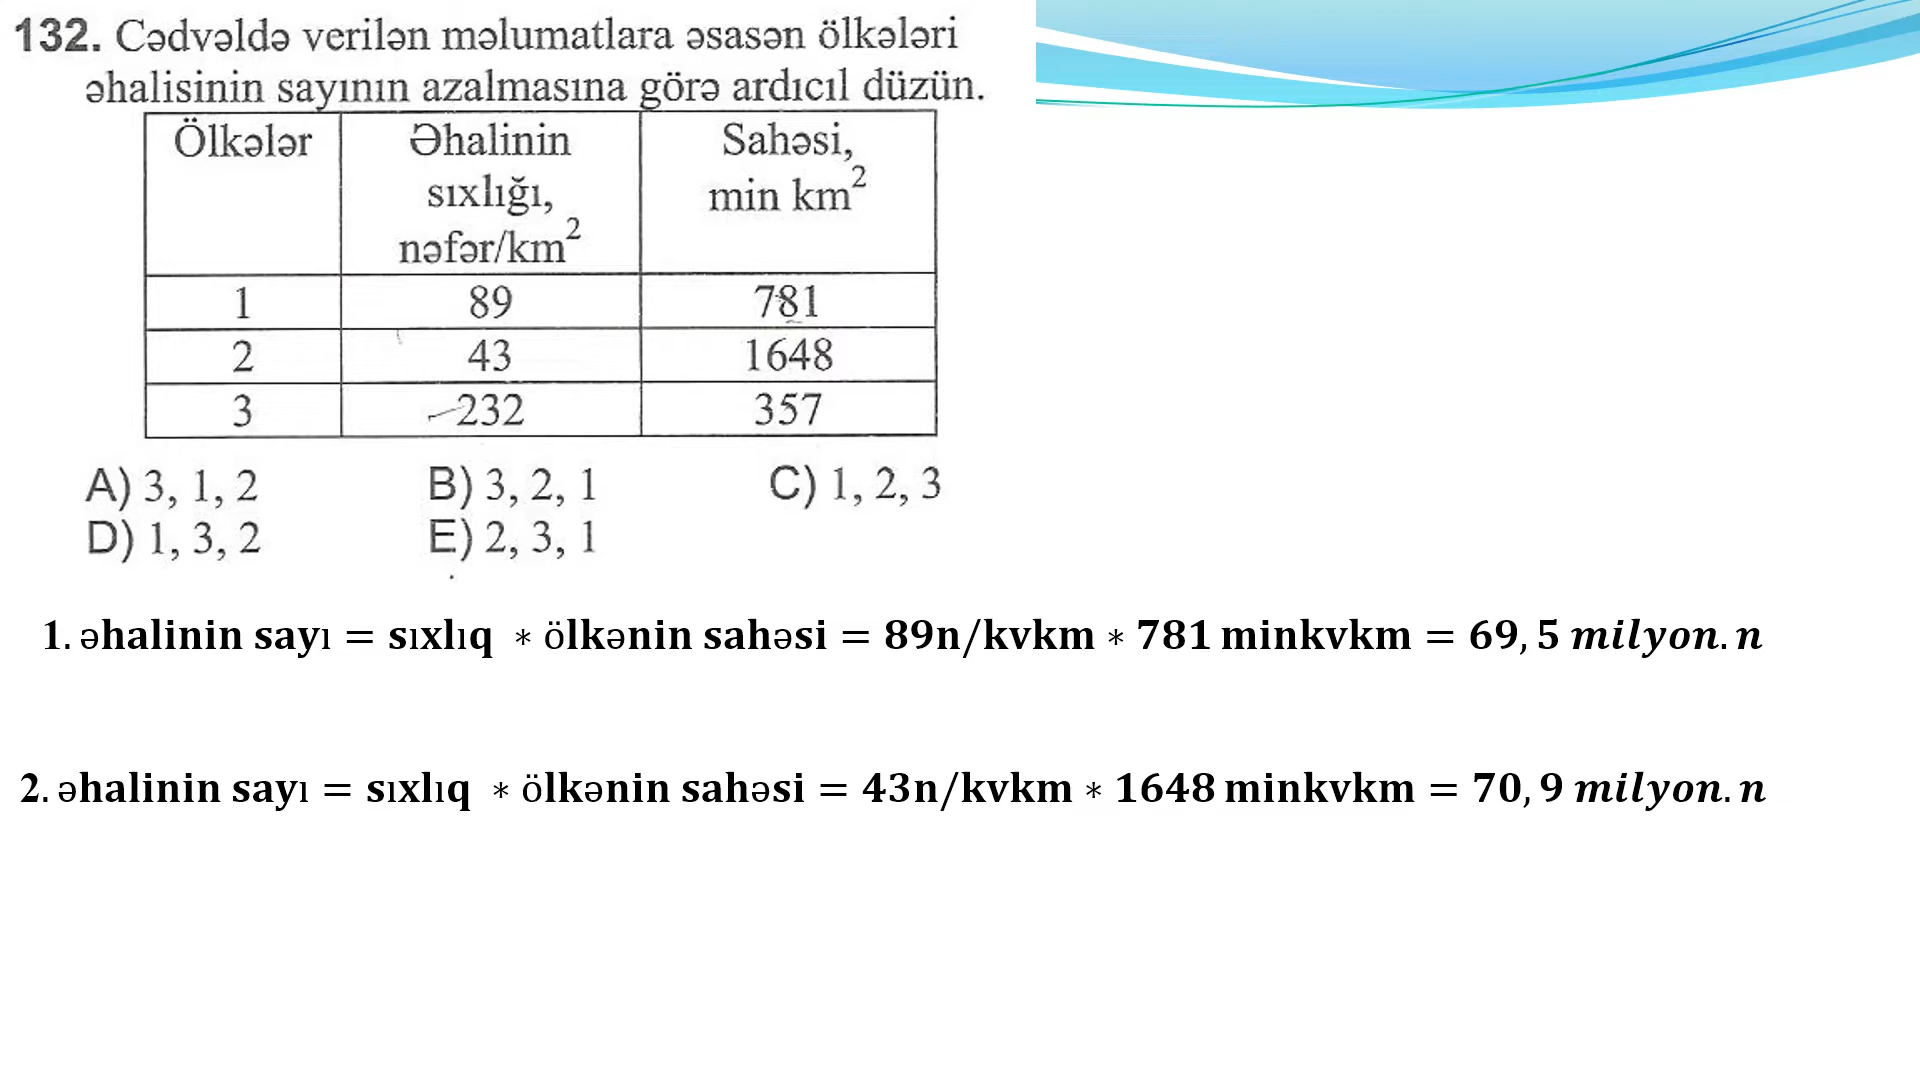 132. Cədvəldə verilən məlumatlara əsasən ölkələri
əhalisinin sayının azalmasına görə ardıcıl düzün.
Ölkələr Əhalinin sıxlığı, nəfər/km² Sahəsi, min km²
1 89 781
2 43 1648
3 232 357
A) 3, 1, 2 B) 3, 2, 1 C) 1, 2, 3
D) 1, 3, 2 E) 2, 3, 1
1. əhalinin sayı = sıxlıq ∗ ölkənin sahəsi = 89n/kvkm ∗ 781 minkvkm = 69, 5 milyon. n
2. əhalinin sayı = sıxlıq ∗ ölkənin sahəsi = 43n/kvkm ∗ 1648 minkvkm = 70, 9 milyon. n